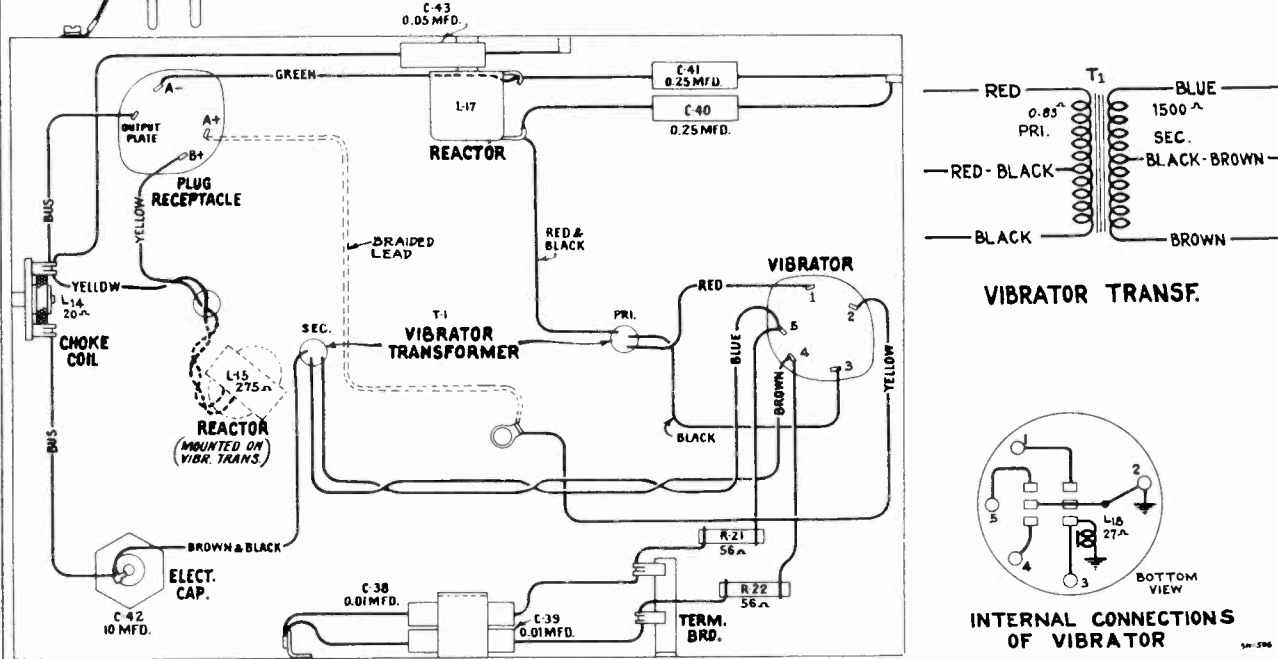 C-43
0.05 MFD.
GREEN
A-
OUTPUT
PLATE
A+
B+
PLUG
RECEPTACLE
L-17
REACTOR
C-41
0.25 MFD.
C-40
0.25 MFD.
BUS
YELLOW
YELLOW
BRAIDED
LEAD
RED &
BLACK
L14
20Ω
CHOKE
COIL
L-15
275Ω
REACTOR
(MOUNTED ON
VIBR. TRANS.)
SEC.
T-1
VIBRATOR
TRANSFORMER
PRI.
RED
BLACK
VIBRATOR
1
2
5
4
3
BLUE
BROWN
YELLOW
BUS
BROWN & BLACK
ELECT.
CAP.
C-42
10 MFD.
C-38
0.01 MFD.
C-39
0.01 MFD.
R-21
56Ω
R-22
56Ω
TERM.
BRD.
T1
RED
BLUE
0.83Ω
PRI.
1500Ω
SEC.
RED-BLACK
BLACK-BROWN
BLACK
BROWN
VIBRATOR TRANSF.
1
2
5
L18
27Ω
4
3
BOTTOM
VIEW
INTERNAL CONNECTIONS
OF VIBRATOR